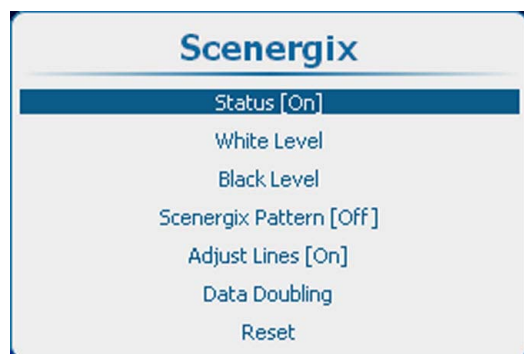 Scenergix
Status [On]
White Level
Black Level
Scenergix Pattern [Off]
Adjust Lines [On]
Data Doubling
Reset